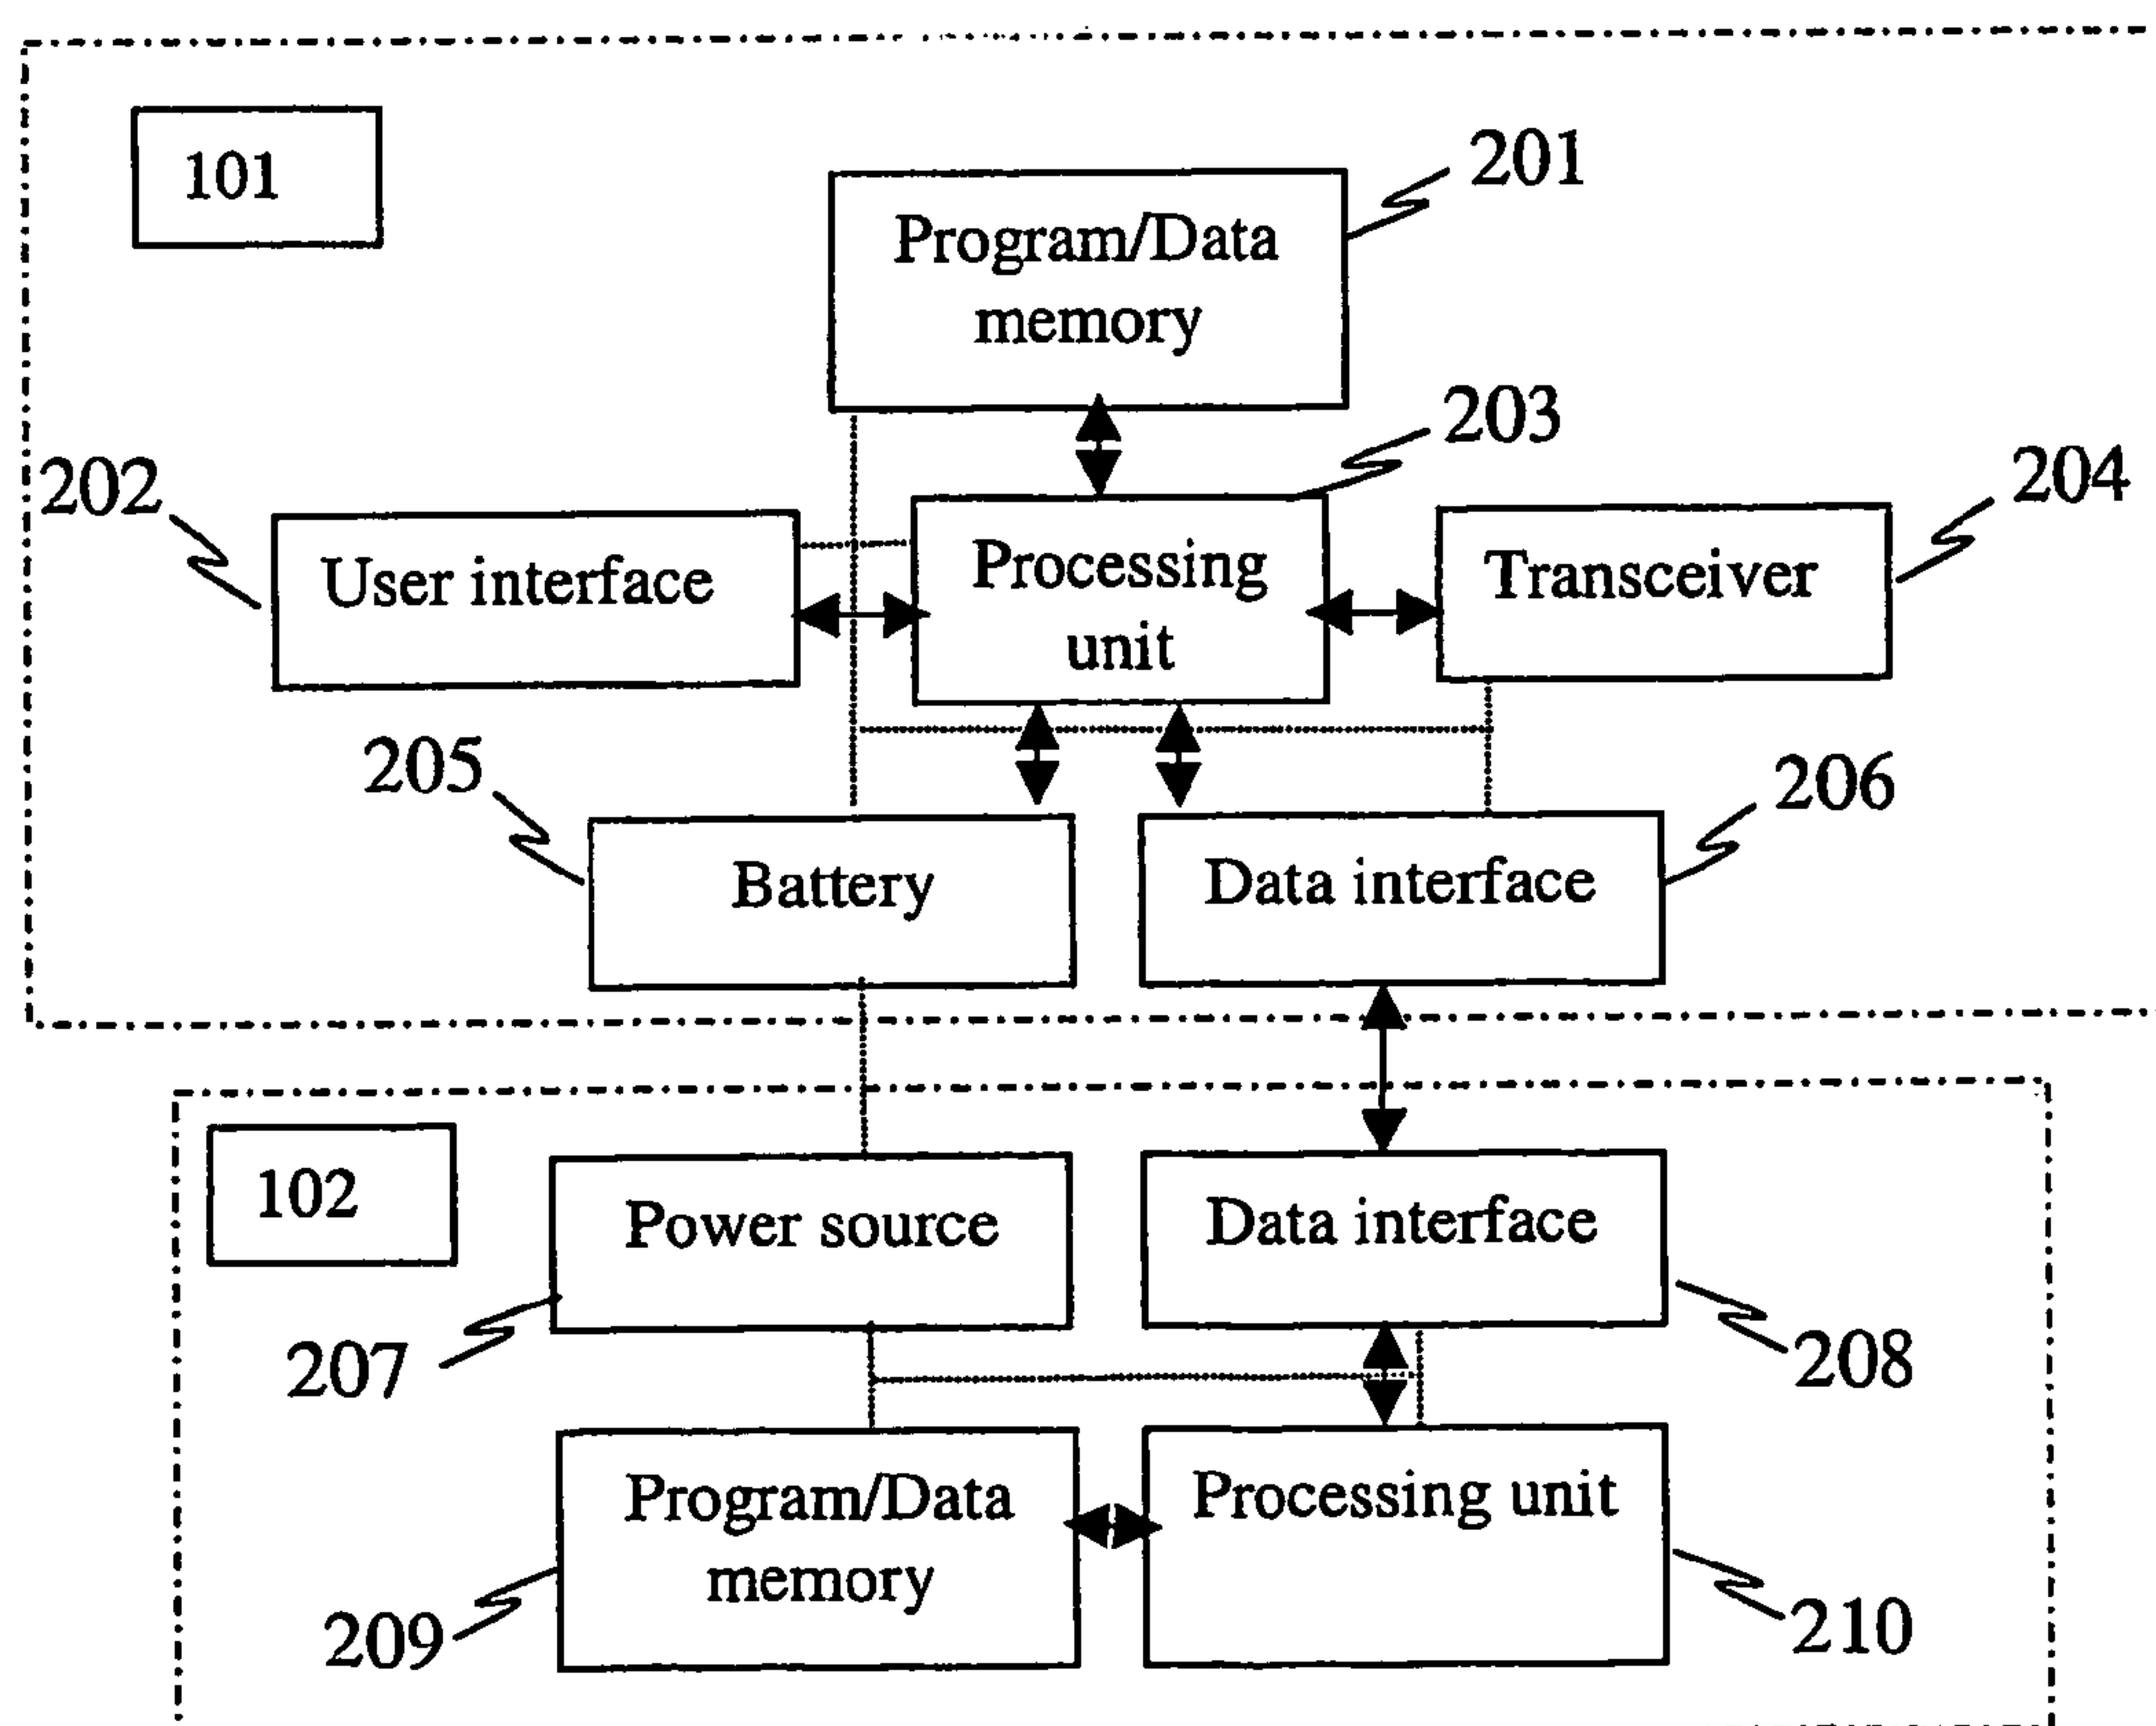 101
201
Program/Data
memory
203
204
202
User interface
Processing
unit
Transceiver
205
206
Battery
Data interface
102
Power source
Data interface
207
208
Program/Data
memory
Processing unit
209
210